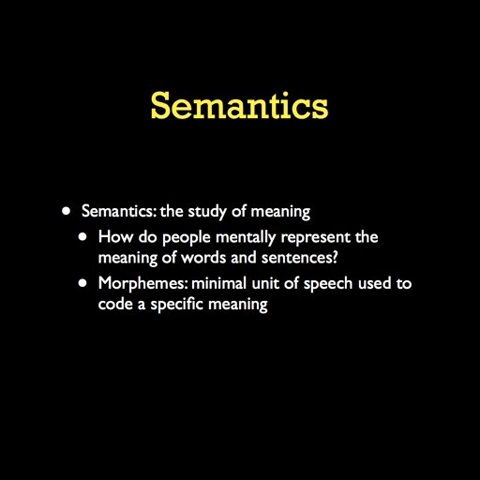 Semantics
• Semantics: the study of meaning
• How do people mentally represent the
meaning of words and sentences?
• Morphemes: minimal unit of speech used to
code a specific meaning